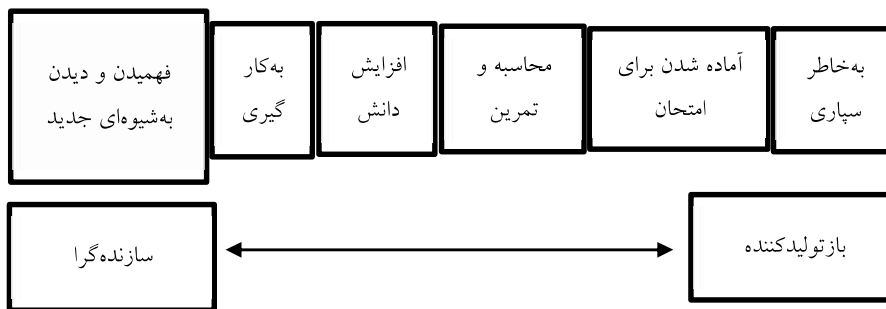 به‌خاطر
سپاری
آماده شدن برای
امتحان
محاسبه و
تمرین
افزایش
دانش
به‌کار
گیری
فهمیدن و دیدن
به‌شیوه‌ای جدید
بازتولیدکننده
سازنده‌گرا